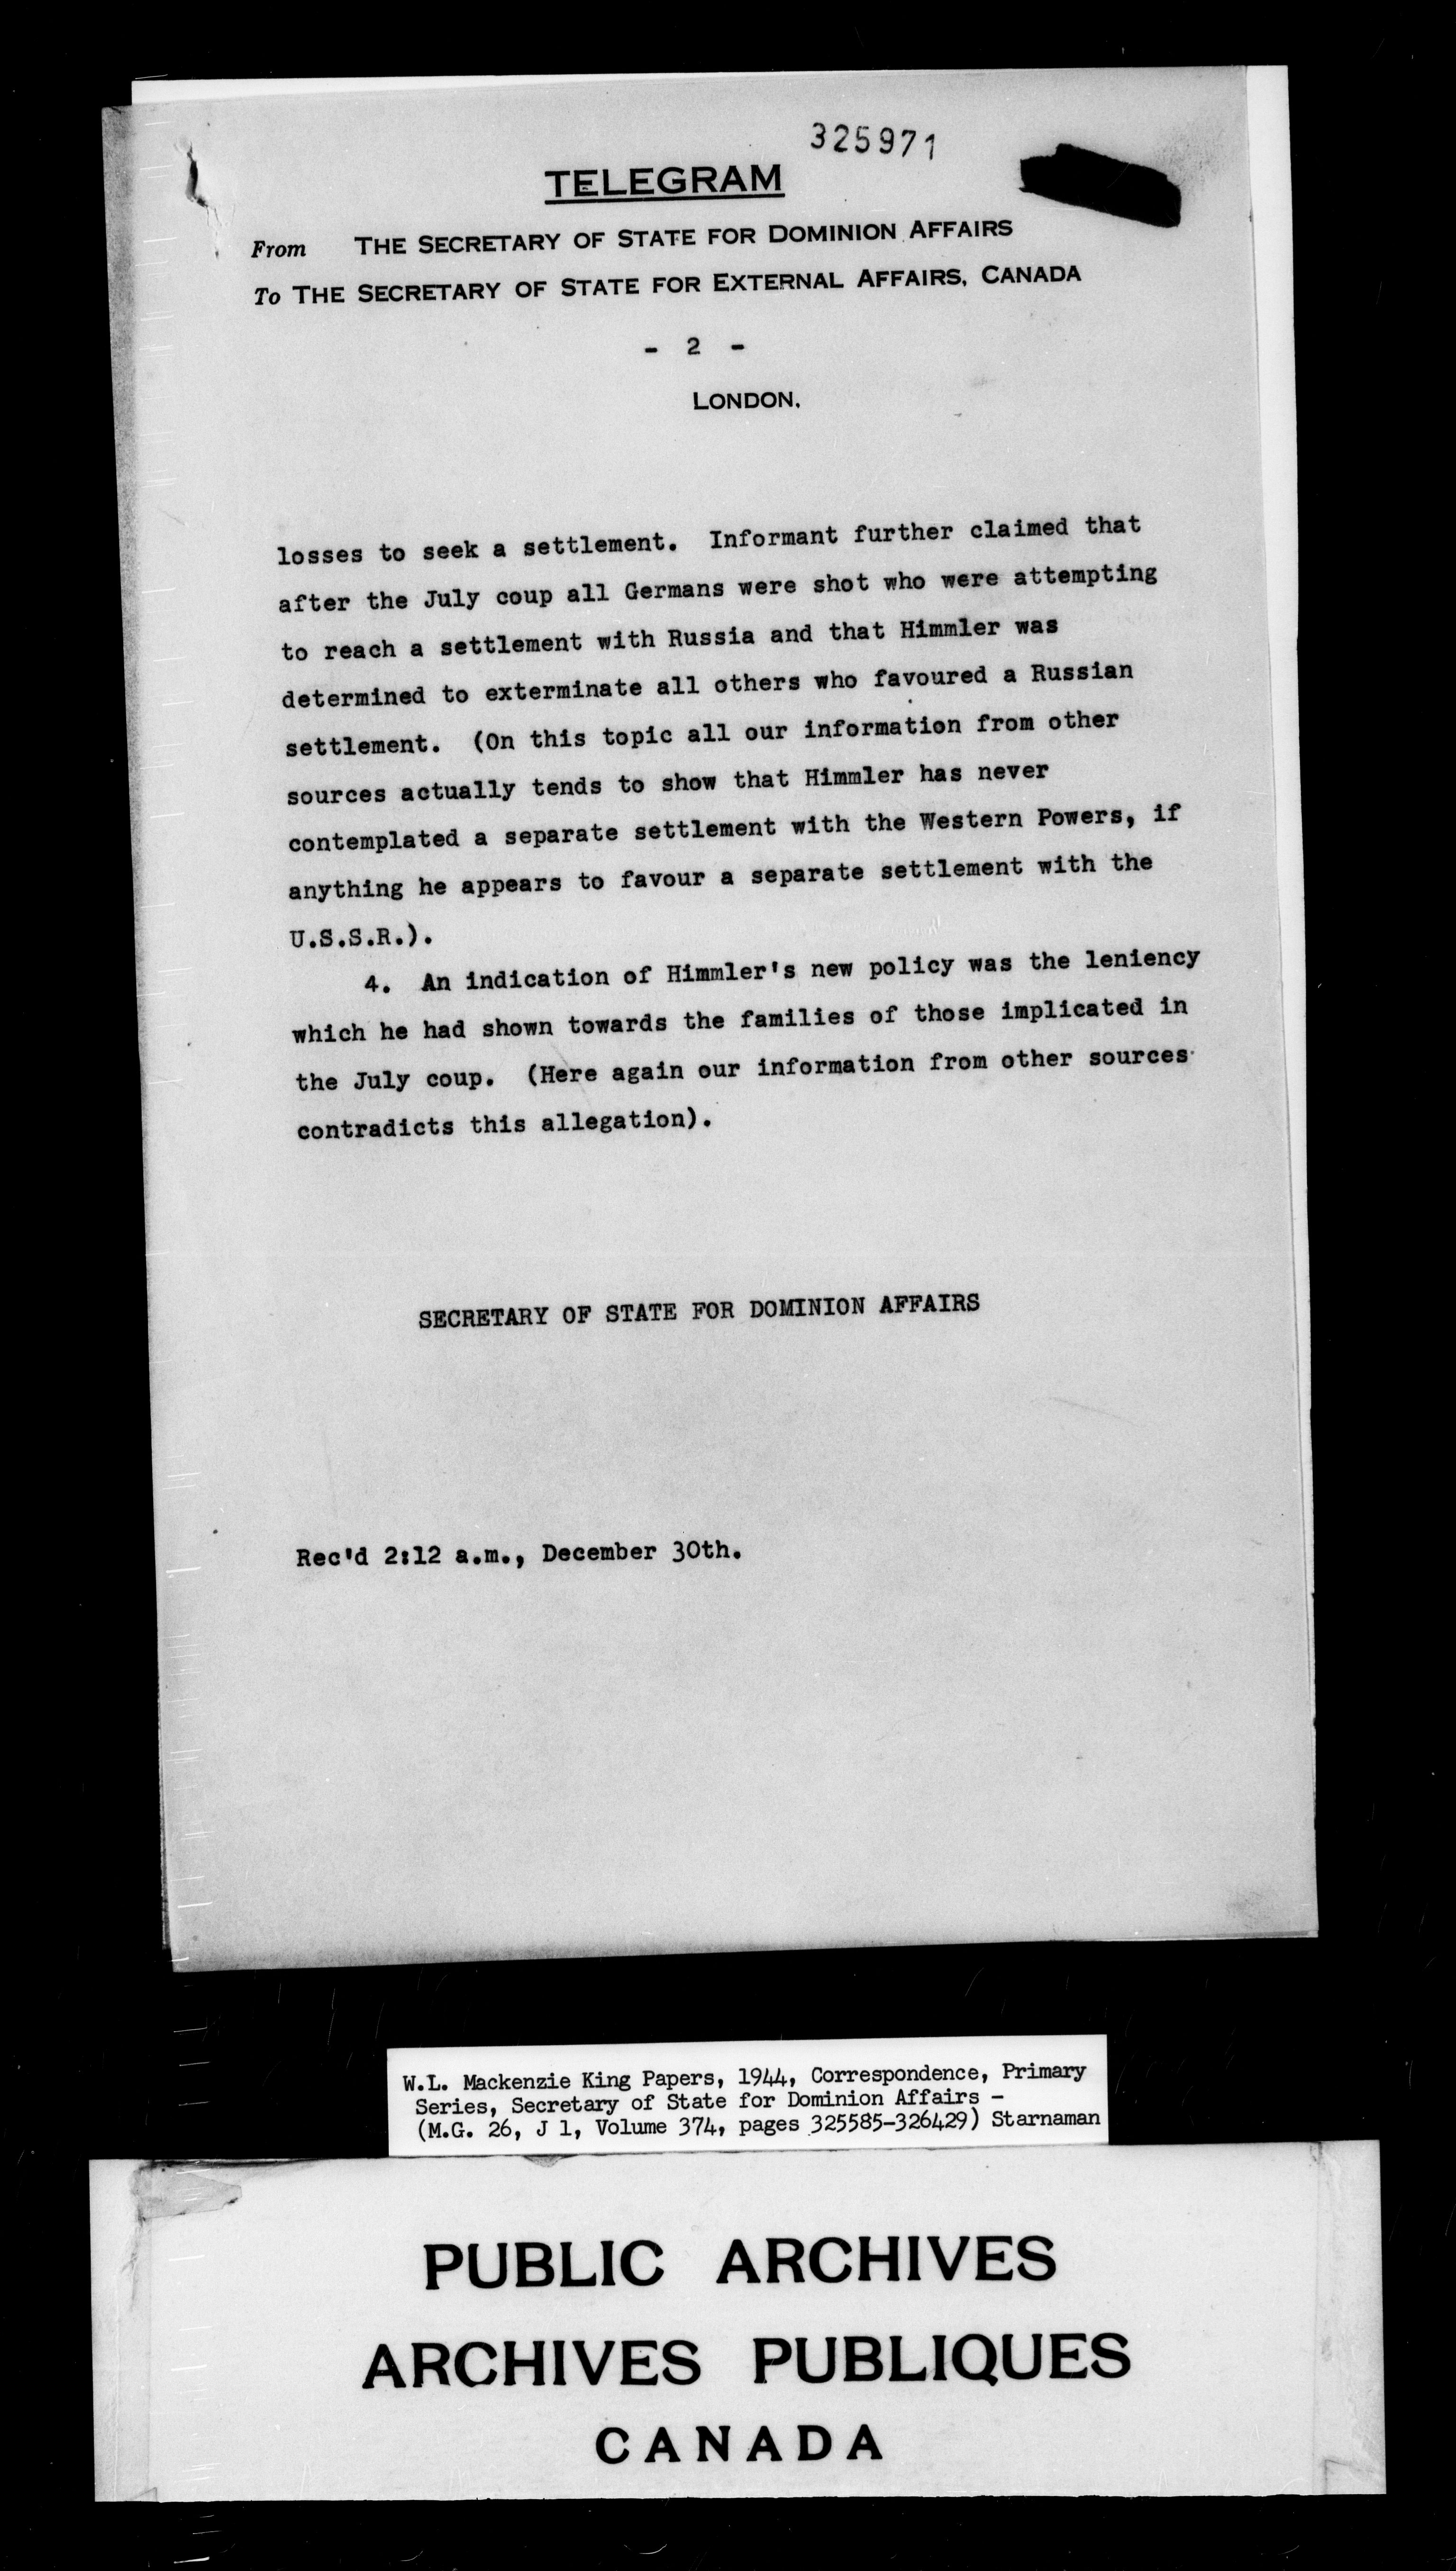 325971
TELEGRAM
From THE SECRETARY OF STATE FOR DOMINION AFFAIRS
To THE SECRETARY OF STATE FOR EXTERNAL AFFAIRS, CANADA
- 2 -
LONDON.
losses to seek a settlement. Informant further claimed that
after the July coup all Germans were shot who were attempting
to reach a settlement with Russia and that Himmler was
determined to exterminate all others who favoured a Russian
settlement. (On this topic all our information from other
sources actually tends to show that Himmler has never
contemplated a separate settlement with the Western Powers, if
anything he appears to favour a separate settlement with the
U.S.S.R.).
4. An indication of Himmler's new policy was the leniency
which he had shown towards the families of those implicated in
the July coup. (Here again our information from other sources
contradicts this allegation).
SECRETARY OF STATE FOR DOMINION AFFAIRS
Rec'd 2:12 a.m., December 30th.
W.L. Mackenzie King Papers, 1944, Correspondence, Primary
Series, Secretary of State for Dominion Affairs -
(M.G. 26, J 1, Volume 374, pages 325585-326429) Starnaman
PUBLIC ARCHIVES
ARCHIVES PUBLIQUES
CANADA